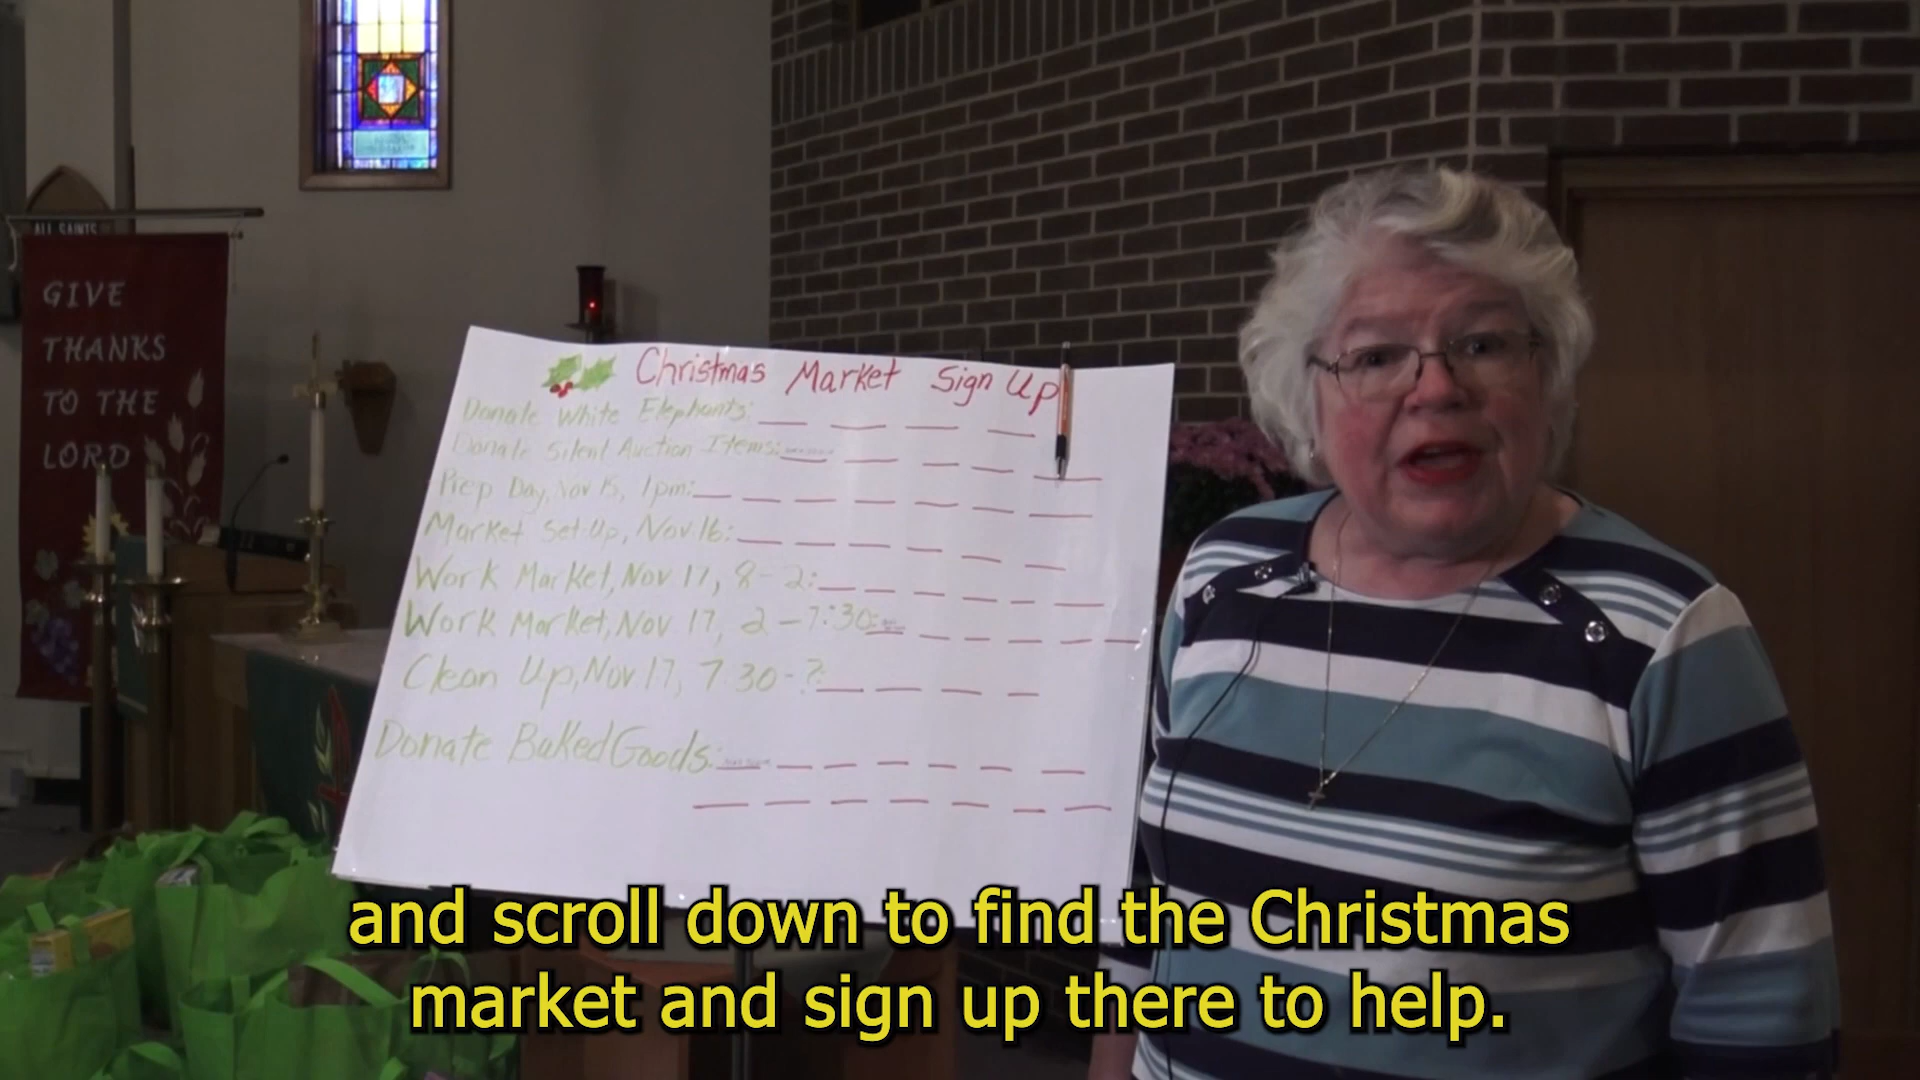 ALL SAINTS
GIVE
THANKS
TO THE
LORD
Christmas Market Sign Up
Donate White Elephants:
Donate Silent Auction Items:
Prep Day, Nov 15, 1pm:
Market Set-Up, Nov 16:
Work Market, Nov 17, 8-2:
Work Market, Nov 17, 2-7:30:
Clean Up, Nov 17, 7:30-?:
Donate Baked Goods:
and scroll down to find the Christmas
market and sign up there to help.